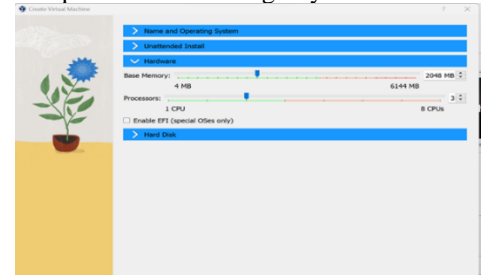 Create Virtual Machine
Name and Operating System
Unattended Install
Hardware
Base Memory: 2048 MB
4 MB 6144 MB
Processors: 3
1 CPU 8 CPUs
Enable EFI (special OSes only)
Hard Disk